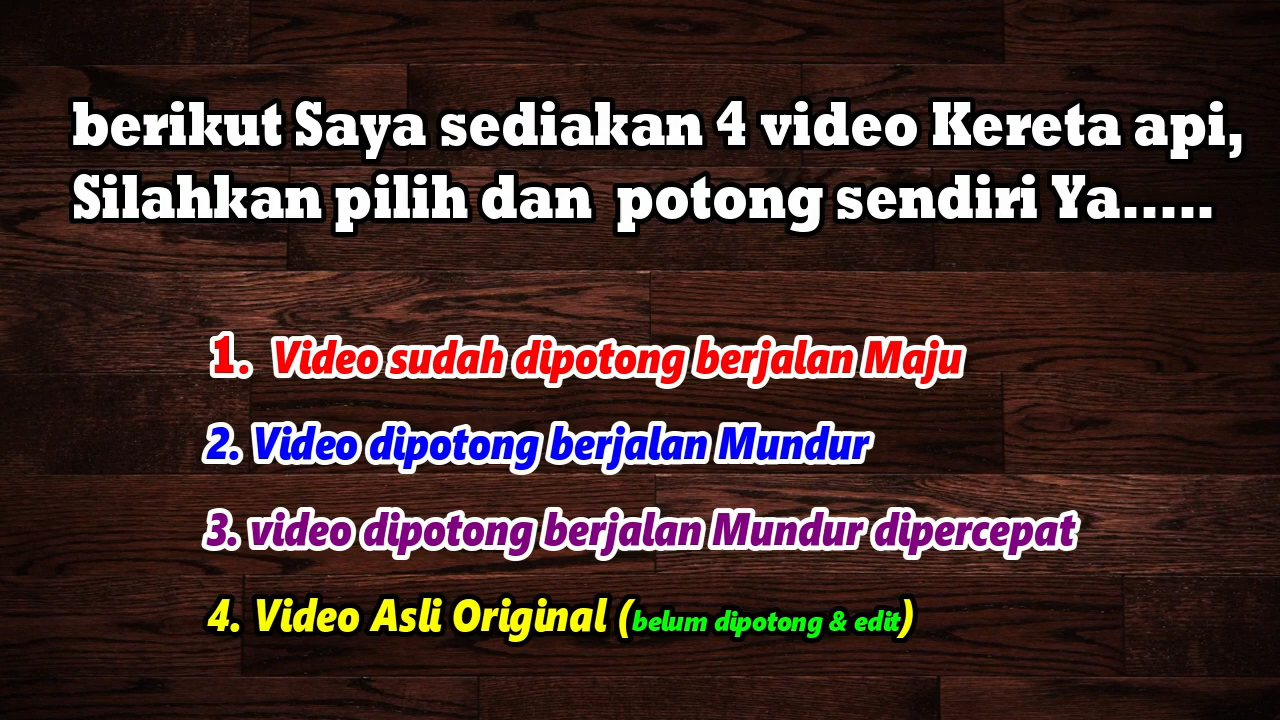 berikut Saya sediakan 4 video Kereta api,
Silahkan pilih dan potong sendiri Ya.....
1. Video sudah dipotong berjalan Maju
2. Video dipotong berjalan Mundur
3. video dipotong berjalan Mundur dipercepat
4. Video Asli Original (belum dipotong & edit)